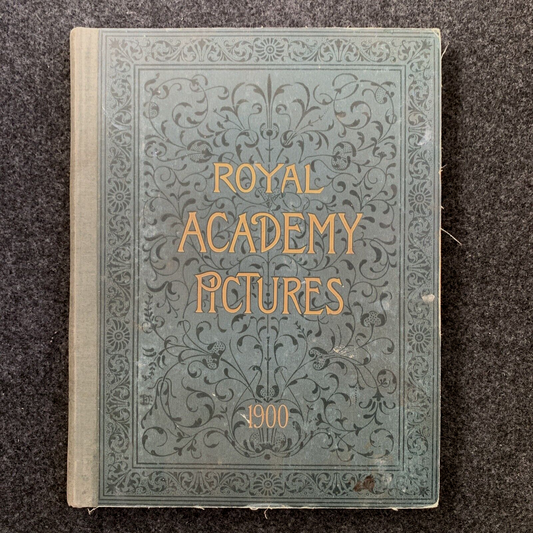 ROYAL
ACADEMY
PICTURES
1900